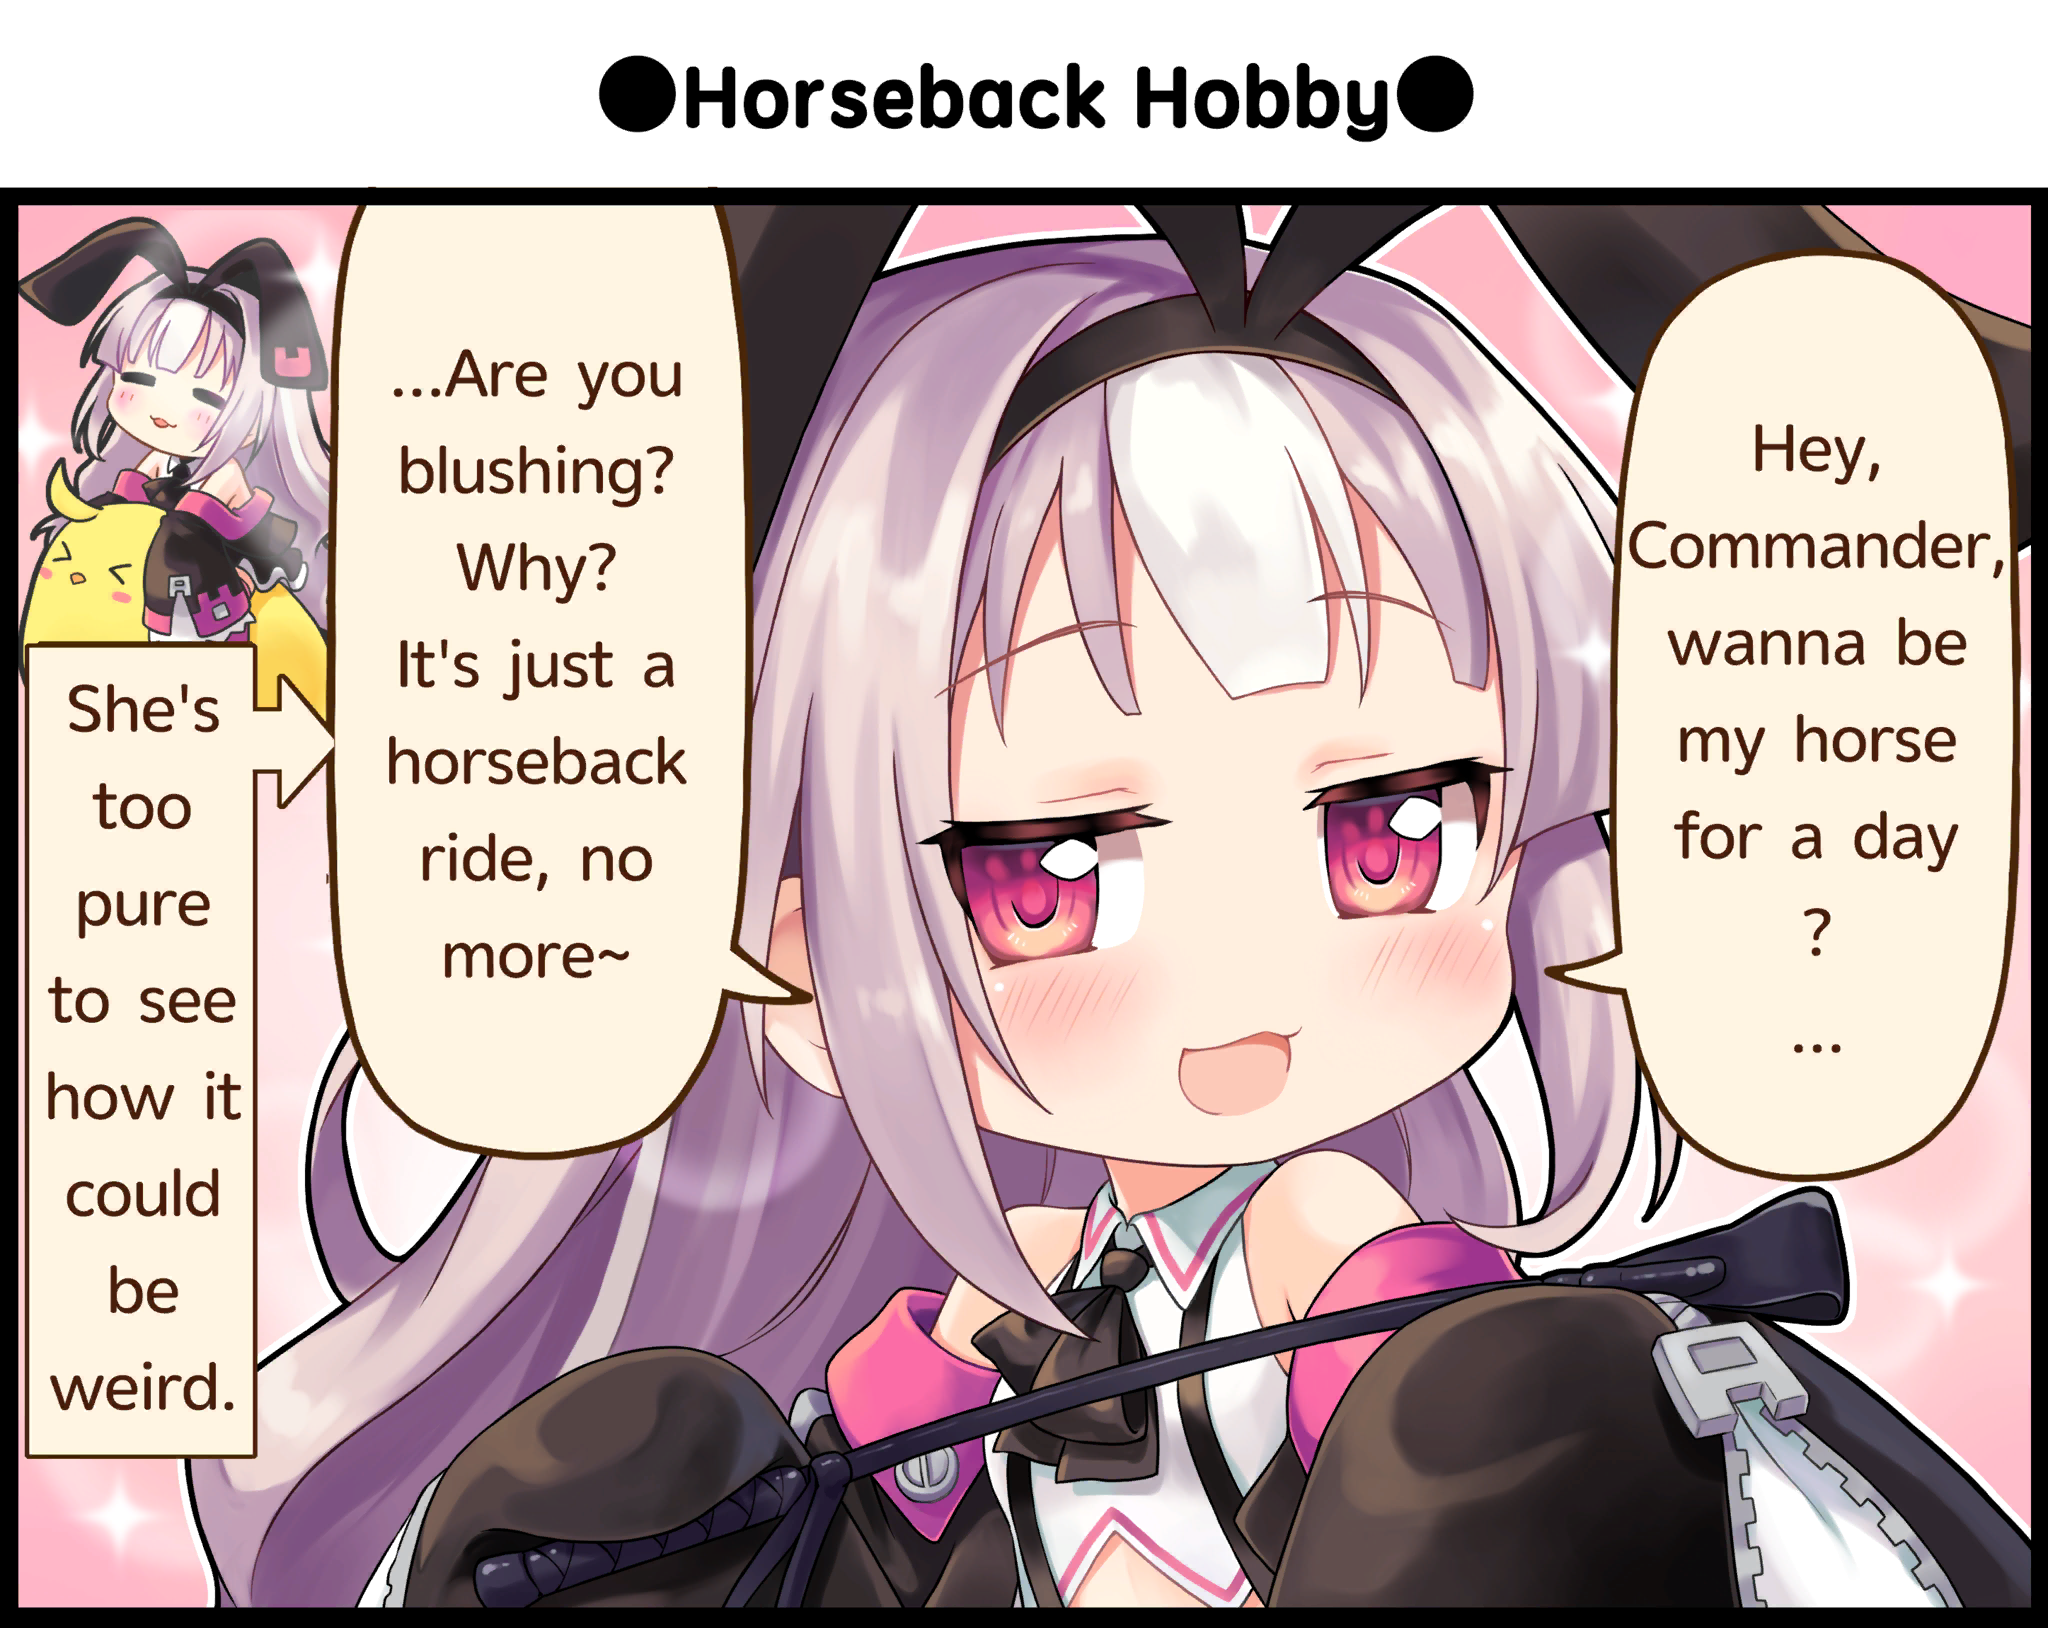 ●Horseback Hobby●
Hey,
Commander,
wanna be
my horse
for a day
?
...
...Are you
blushing?
Why?
It's just a
horseback
ride, no
more~
She's
too
pure
to see
how it
could
be
weird.